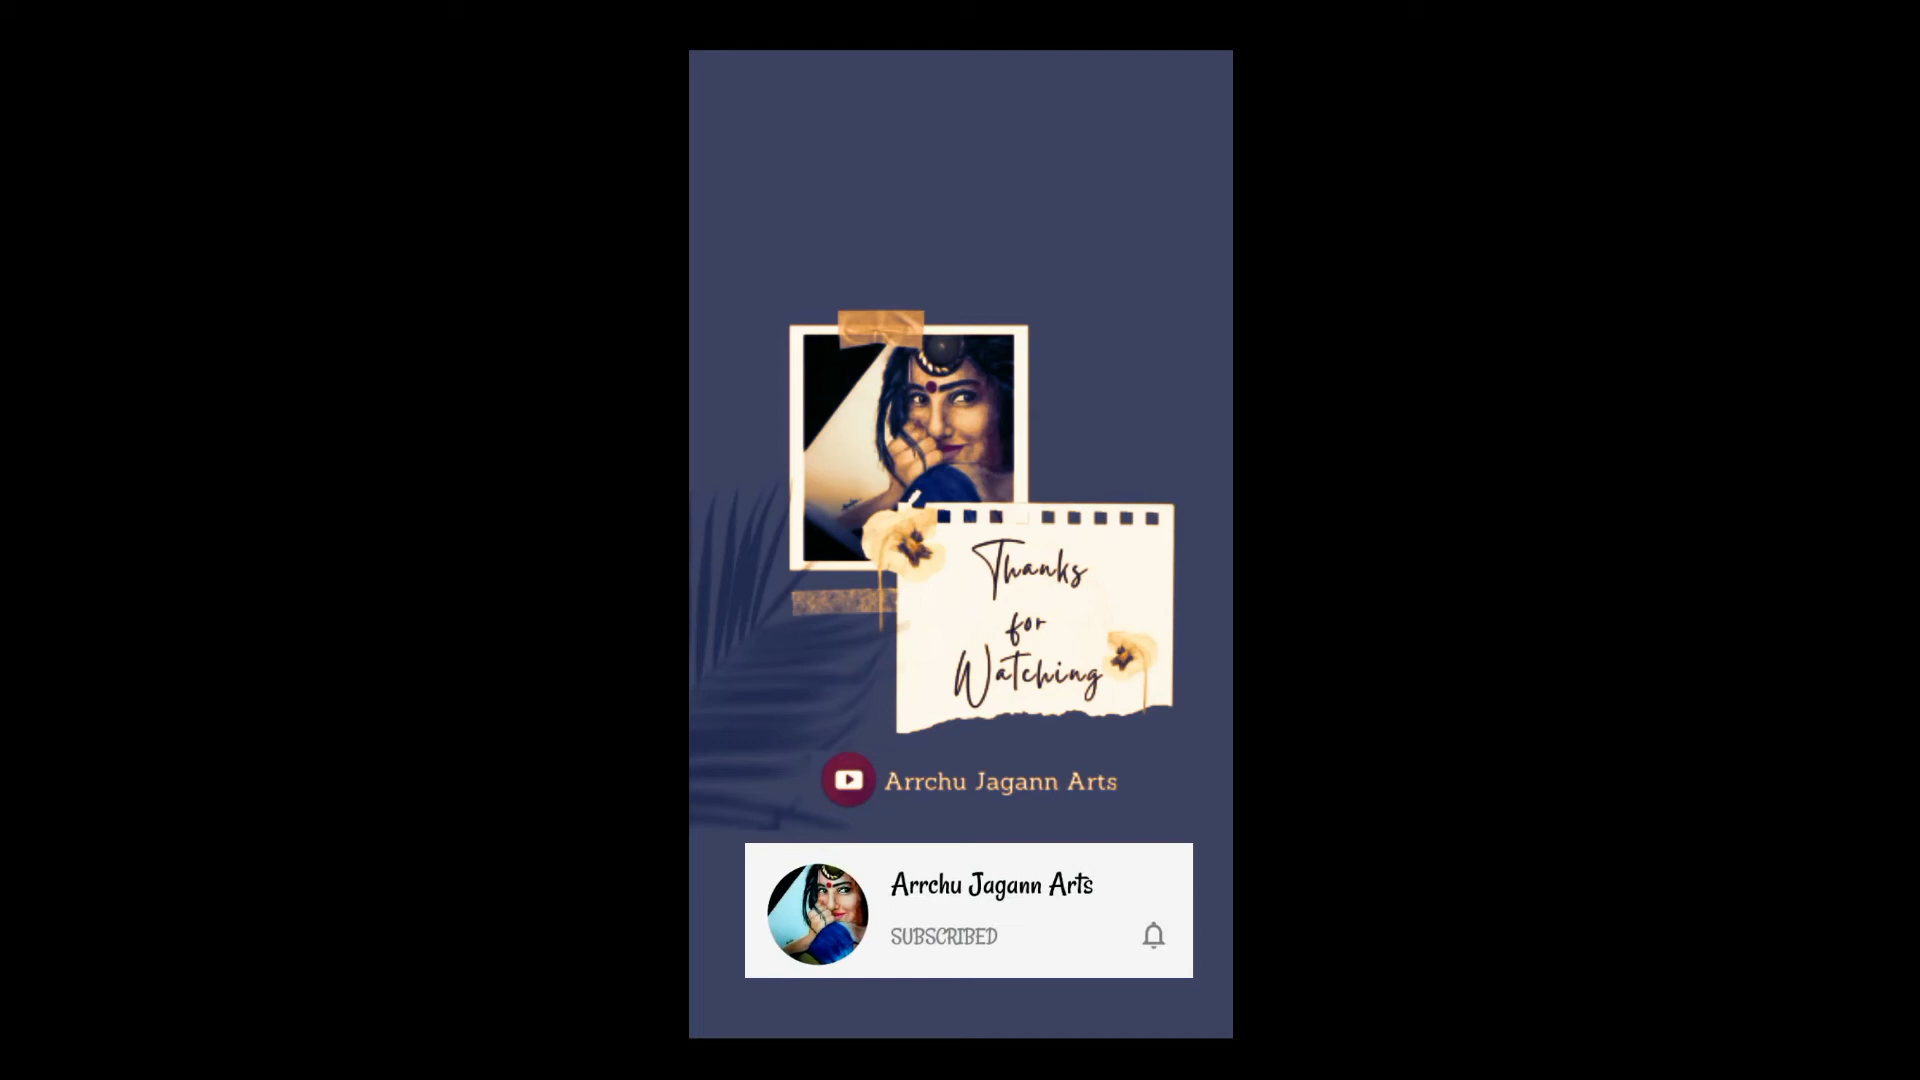 Thanks
for
Watching
Arrchu Jagann Arts
Arrchu Jagann Arts
SUBSCRIBED